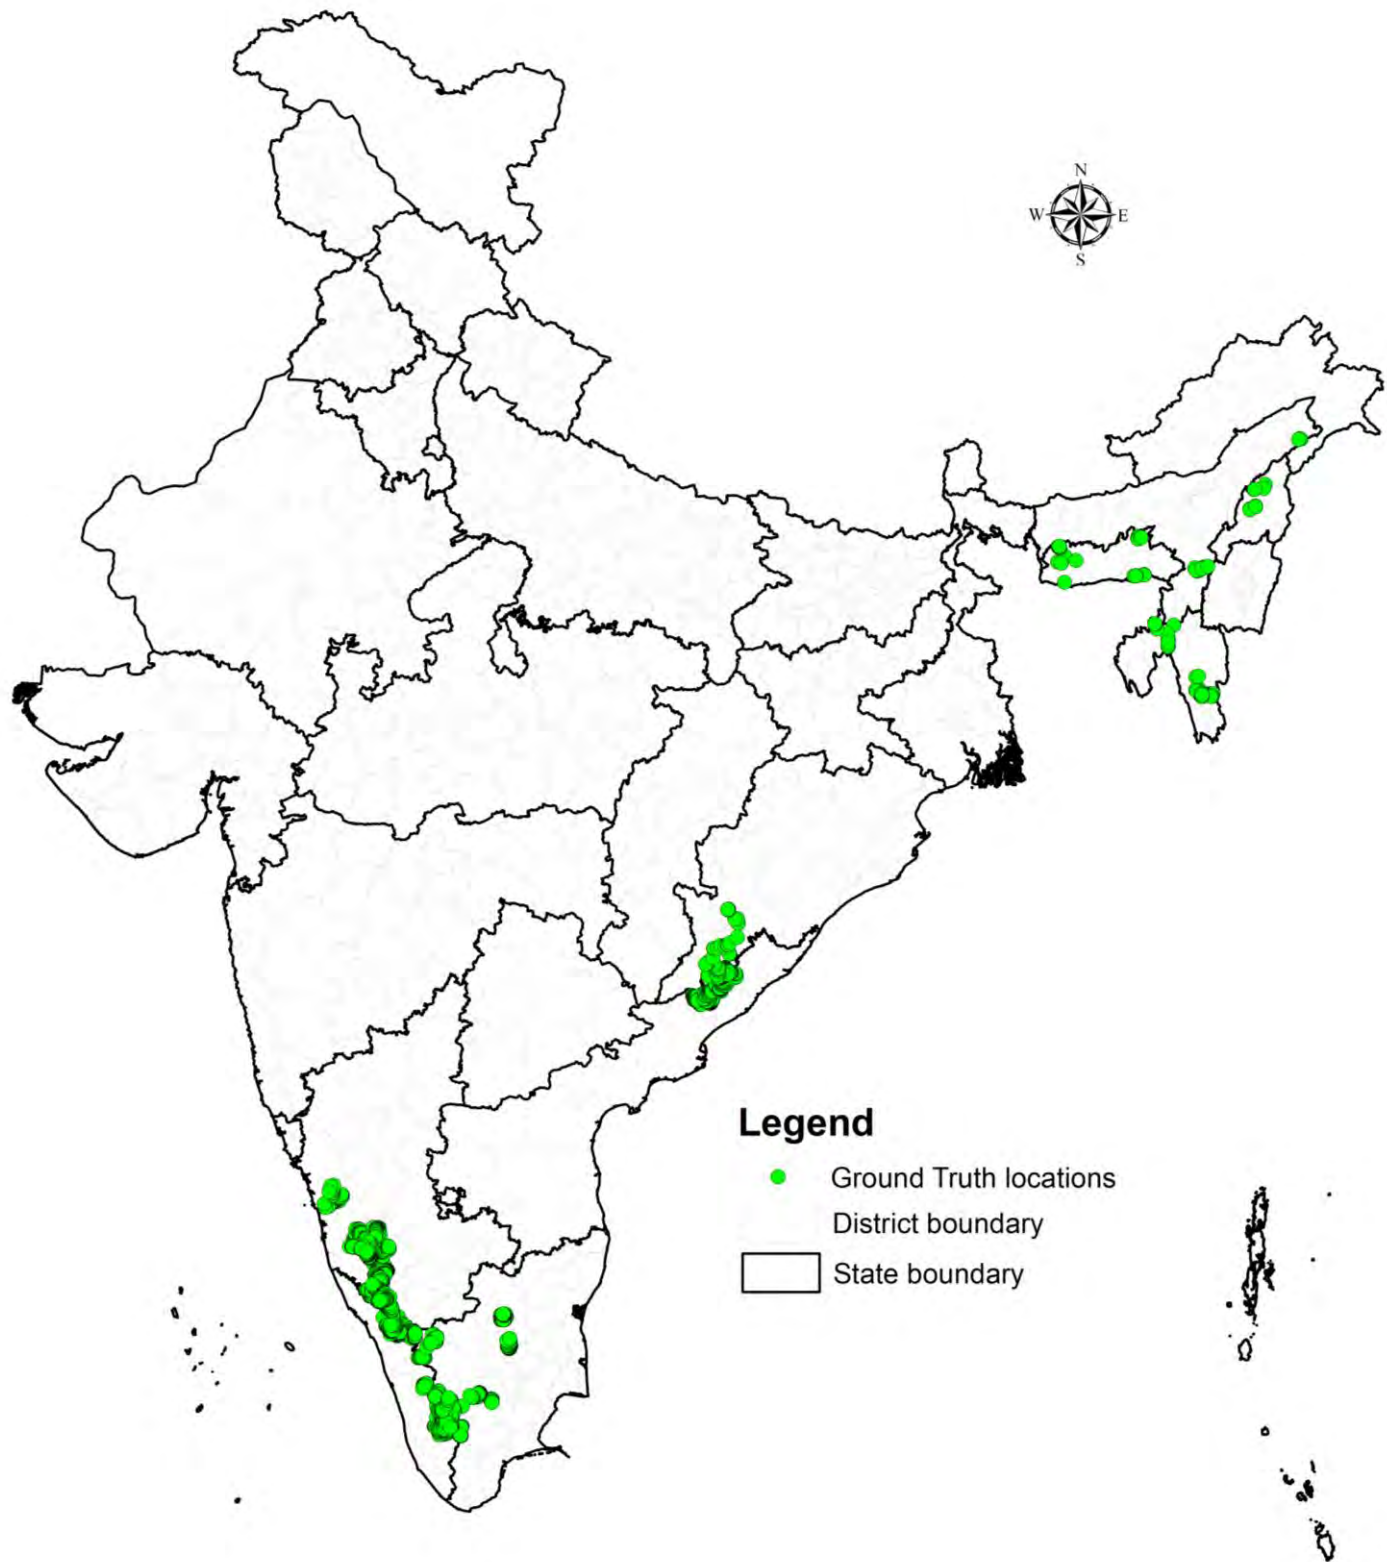 N
W E
S
Legend
Ground Truth locations
District boundary
State boundary